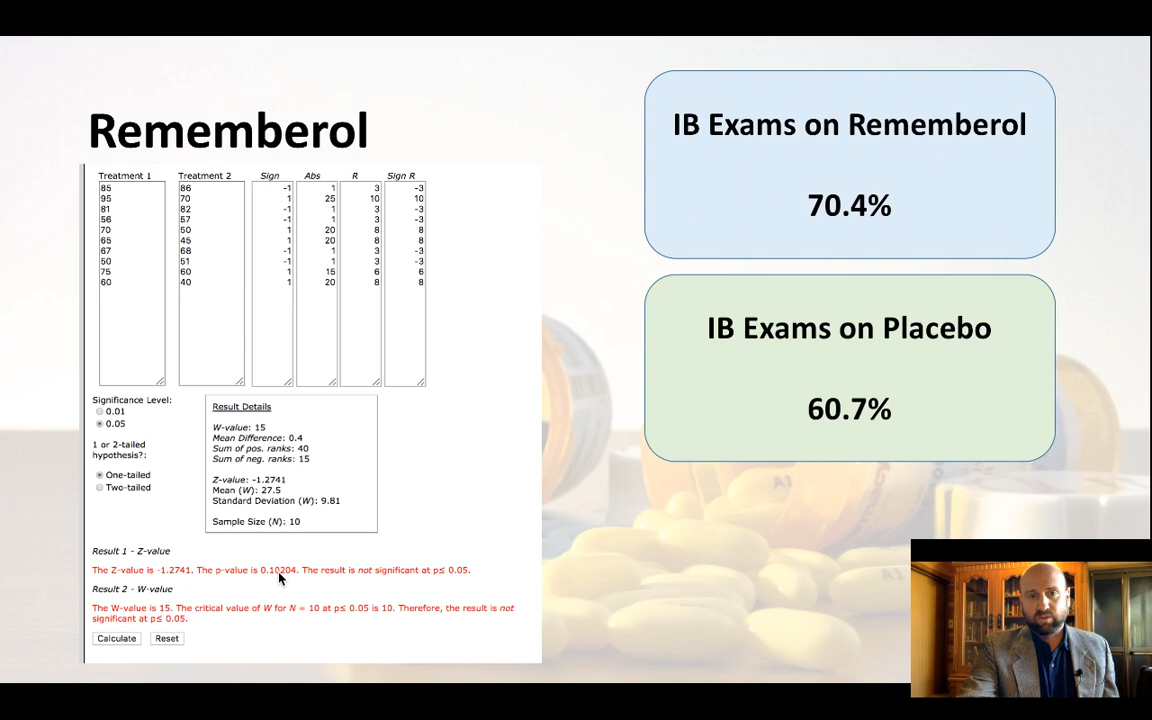 Rememberol
Treatment 1 Treatment 2 Sign Abs R Sign R
85 86 -1 1 3 -3
95 70 1 25 10 10
81 82 -1 1 3 -3
56 57 -1 1 3 -3
70 50 1 20 8 8
65 45 1 20 8 8
67 68 -1 1 3 -3
50 51 -1 1 3 -3
75 60 1 15 6 6
60 40 1 20 8 8
Significance Level:
0.01
0.05
1 or 2-tailed
hypothesis?:
One-tailed
Two-tailed
Result Details
W-value: 15
Mean Difference: 0.4
Sum of pos. ranks: 40
Sum of neg. ranks: 15
Z-value: -1.2741
Mean (W): 27.5
Standard Deviation (W): 9.81
Sample Size (N): 10
Result 1 - Z-value
The Z-value is -1.2741. The p-value is 0.10204. The result is not significant at p≤ 0.05.
Result 2 - W-value
The W-value is 15. The critical value of W for N = 10 at p≤ 0.05 is 10. Therefore, the result is not
significant at p≤ 0.05.
Calculate Reset
IB Exams on Rememberol
70.4%
IB Exams on Placebo
60.7%